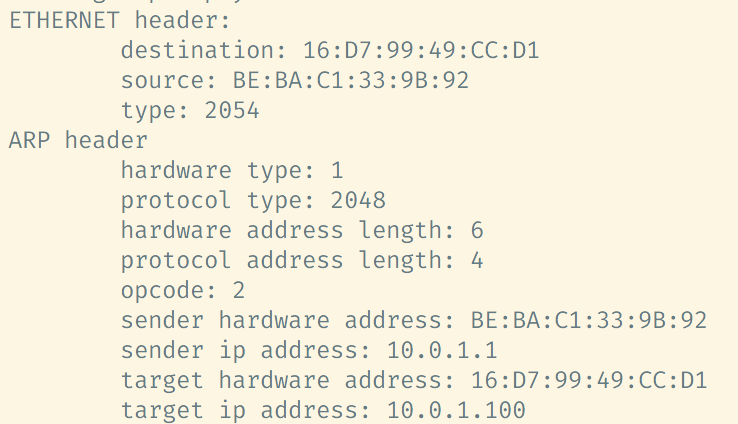 ETHERNET header:
destination: 16:D7:99:49:CC:D1
source: BE:BA:C1:33:9B:92
type: 2054
ARP header
hardware type: 1
protocol type: 2048
hardware address length: 6
protocol address length: 4
opcode: 2
sender hardware address: BE:BA:C1:33:9B:92
sender ip address: 10.0.1.1
target hardware address: 16:D7:99:49:CC:D1
target ip address: 10.0.1.100